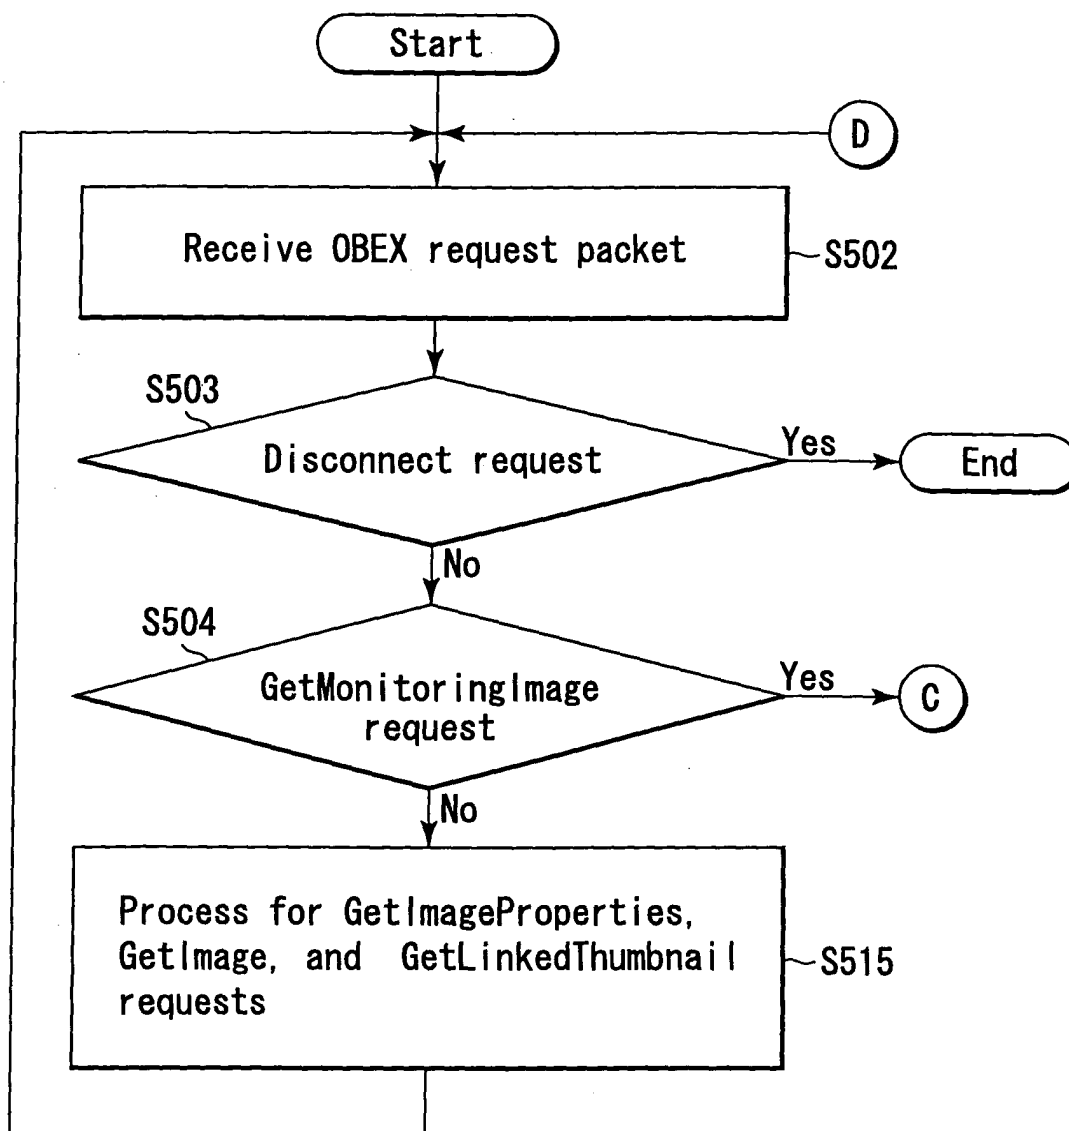 Start
D
Receive OBEX request packet
S502
S503
Disconnect request
Yes
End
No
S504
GetMonitoringImage
request
Yes
C
No
Process for GetImageProperties,
GetImage, and GetLinkedThumbnail
requests
S515